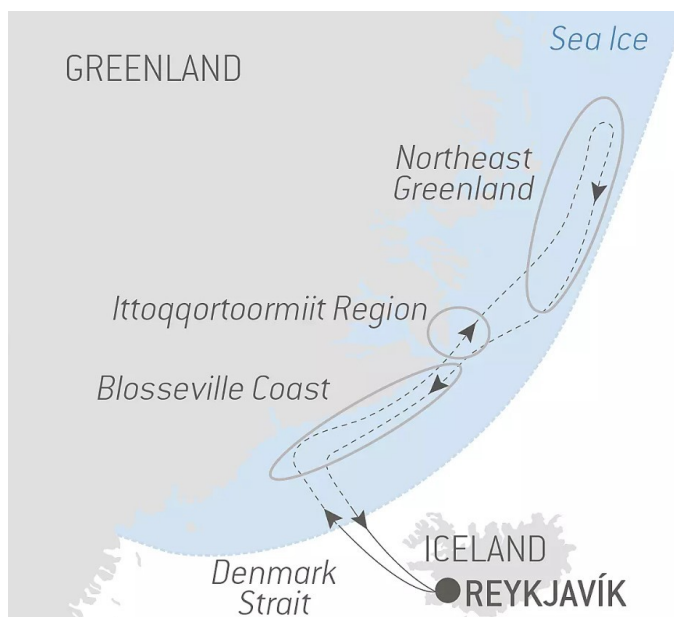 Sea Ice
GREENLAND
Northeast
Greenland
Ittoqqortoormiit Region
Blosseville Coast
ICELAND
Denmark
Strait
REYKJAVÍK